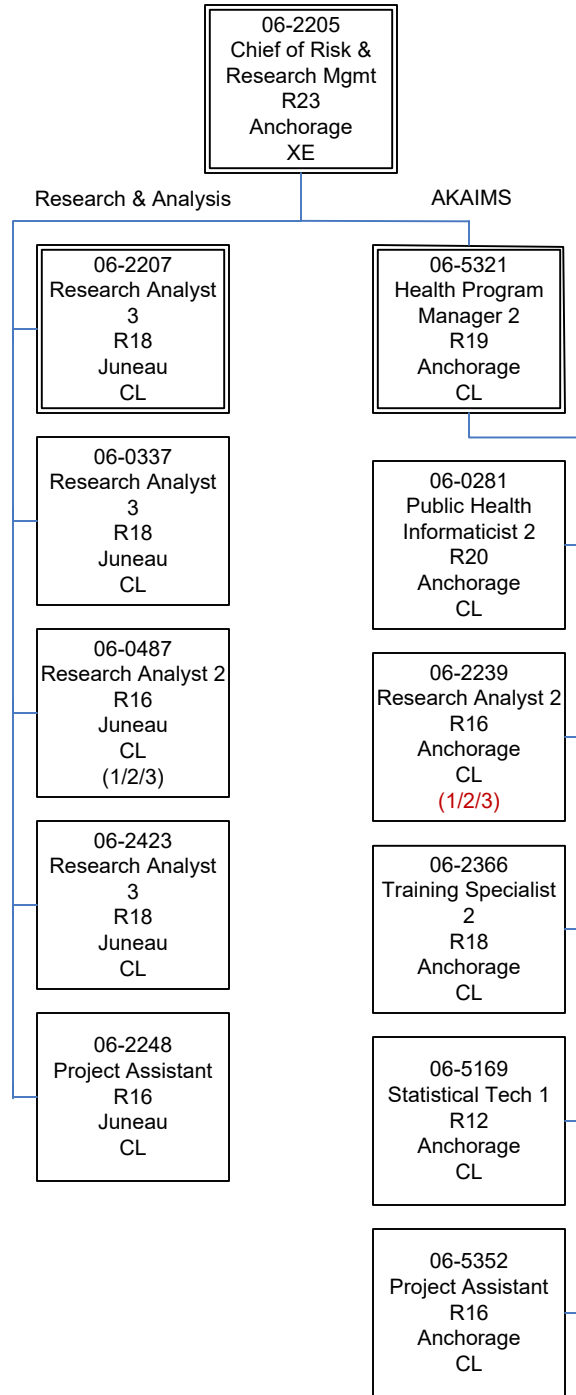 06-2205
Chief of Risk &
Research Mgmt
R23
Anchorage
XE
Research & Analysis
AKAIMS
06-2207
Research Analyst
3
R18
Juneau
CL
06-0337
Research Analyst
3
R18
Juneau
CL
06-0487
Research Analyst 2
R16
Juneau
CL
(1/2/3)
06-2423
Research Analyst
3
R18
Juneau
CL
06-2248
Project Assistant
R16
Juneau
CL
06-5321
Health Program
Manager 2
R19
Anchorage
CL
06-0281
Public Health
Informaticist 2
R20
Anchorage
CL
06-2239
Research Analyst 2
R16
Anchorage
CL
(1/2/3)
06-2366
Training Specialist
2
R18
Anchorage
CL
06-5169
Statistical Tech 1
R12
Anchorage
CL
06-5352
Project Assistant
R16
Anchorage
CL